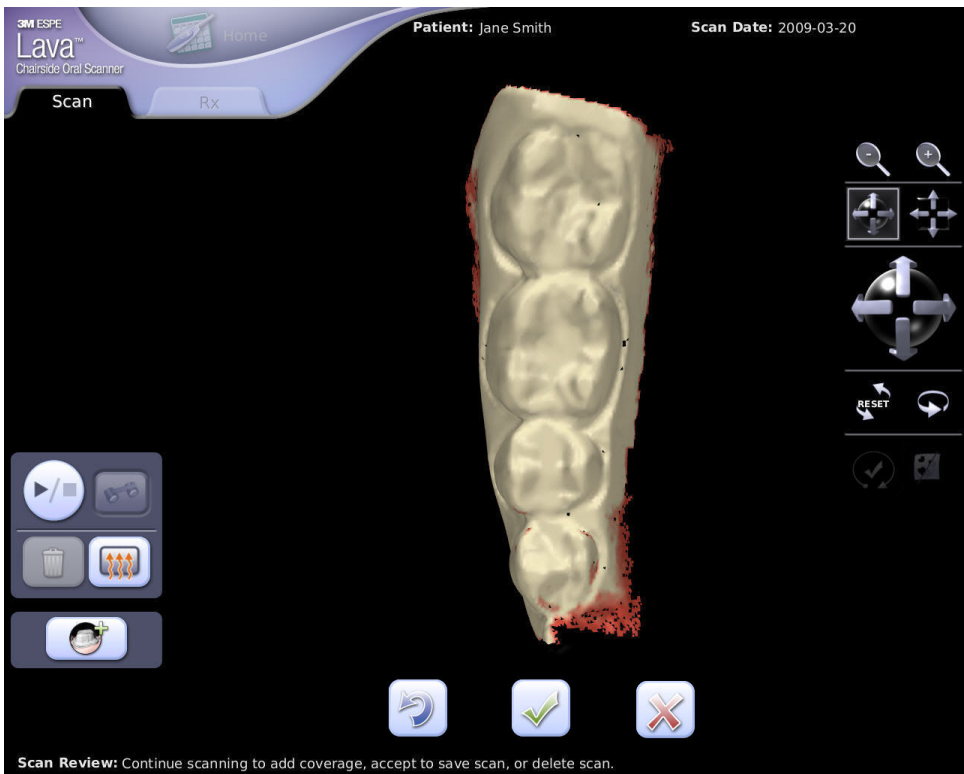 3M ESPE
Lava™
Chairside Oral Scanner
Home
Patient: Jane Smith
Scan Date: 2009-03-20
Scan
Rx
-
+
RESET
Scan Review: Continue scanning to add coverage, accept to save scan, or delete scan.